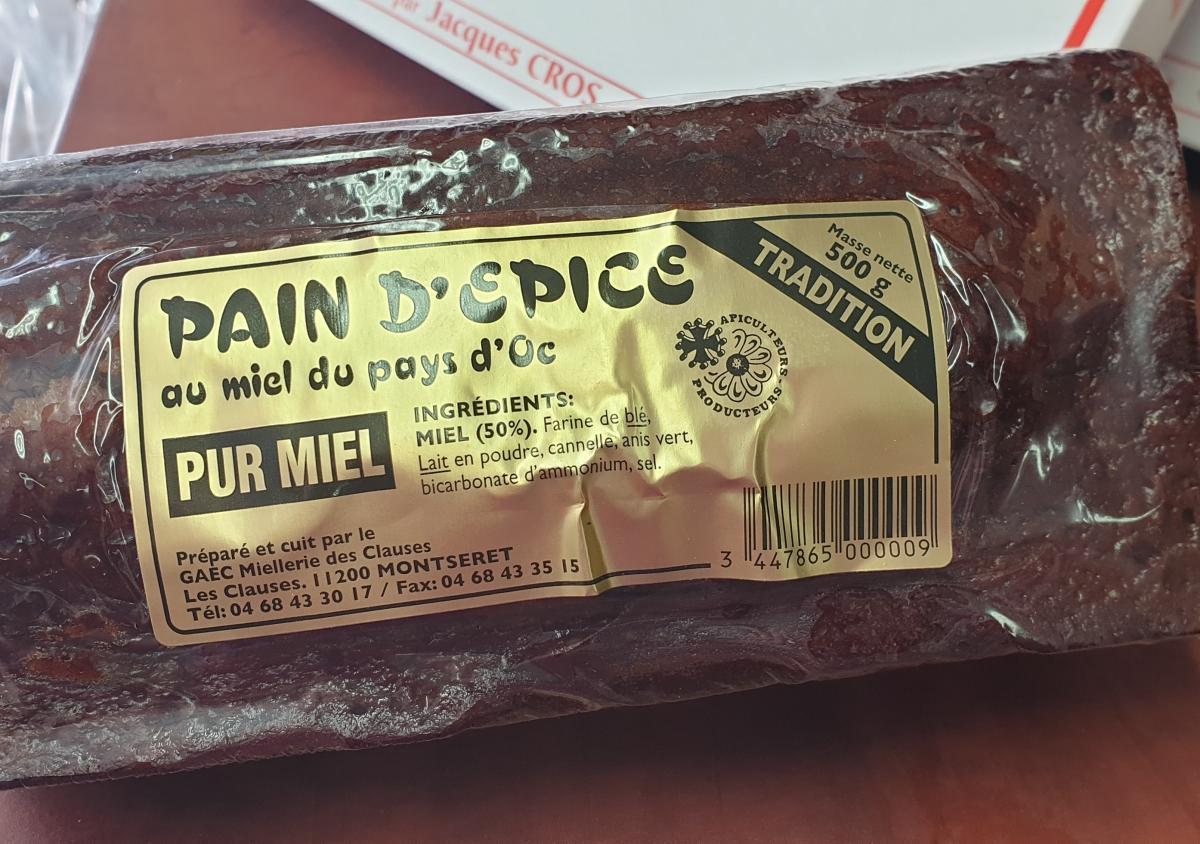 par Jacques CROS
PAIN D'EPICE
au miel du pays d'Oc
TRADITION
Masse nette
500 g
APICULTEURS
PRODUCTEURS
PUR MIEL
INGRÉDIENTS:
MIEL (50%). Farine de blé,
Lait en poudre, cannelle, anis vert,
bicarbonate d'ammonium, sel.
Préparé et cuit par le
GAEC Miellerie des Clauses
Les Clauses. 11200 MONTSERET
Tél: 04 68 43 30 17 / Fax: 04 68 43 35 15
3 447865 000009